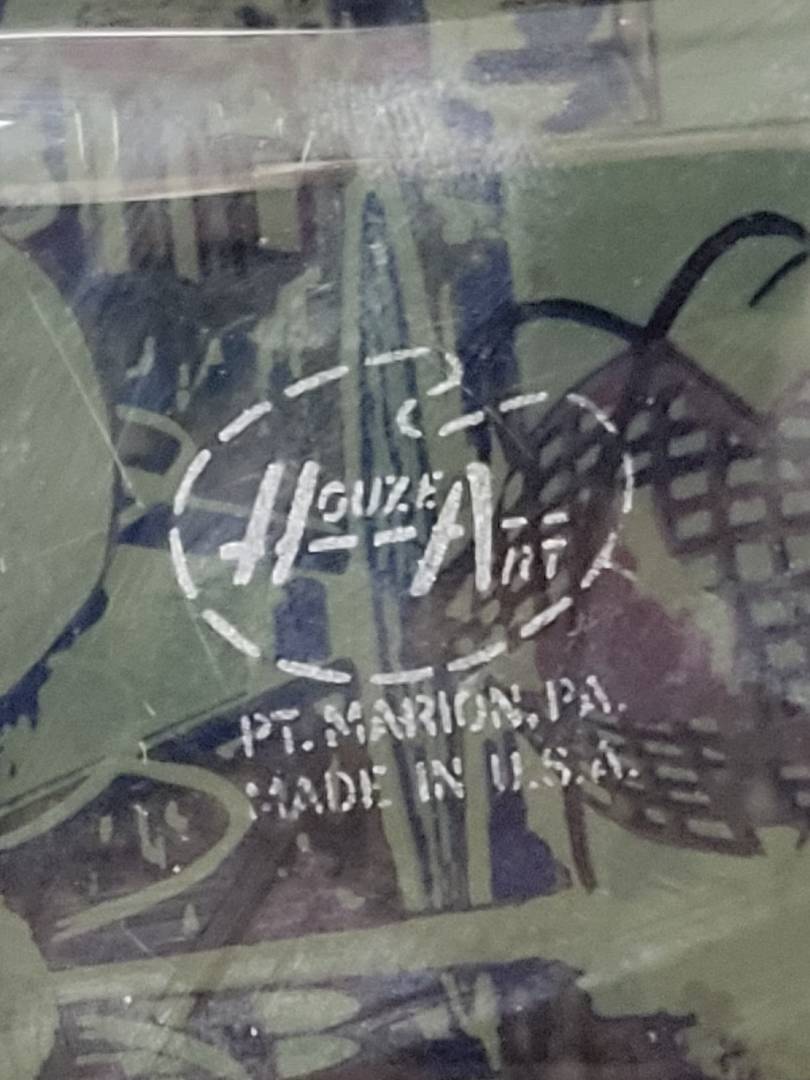 HOUZE ART
PT. MARION, PA.
MADE IN U.S.A.